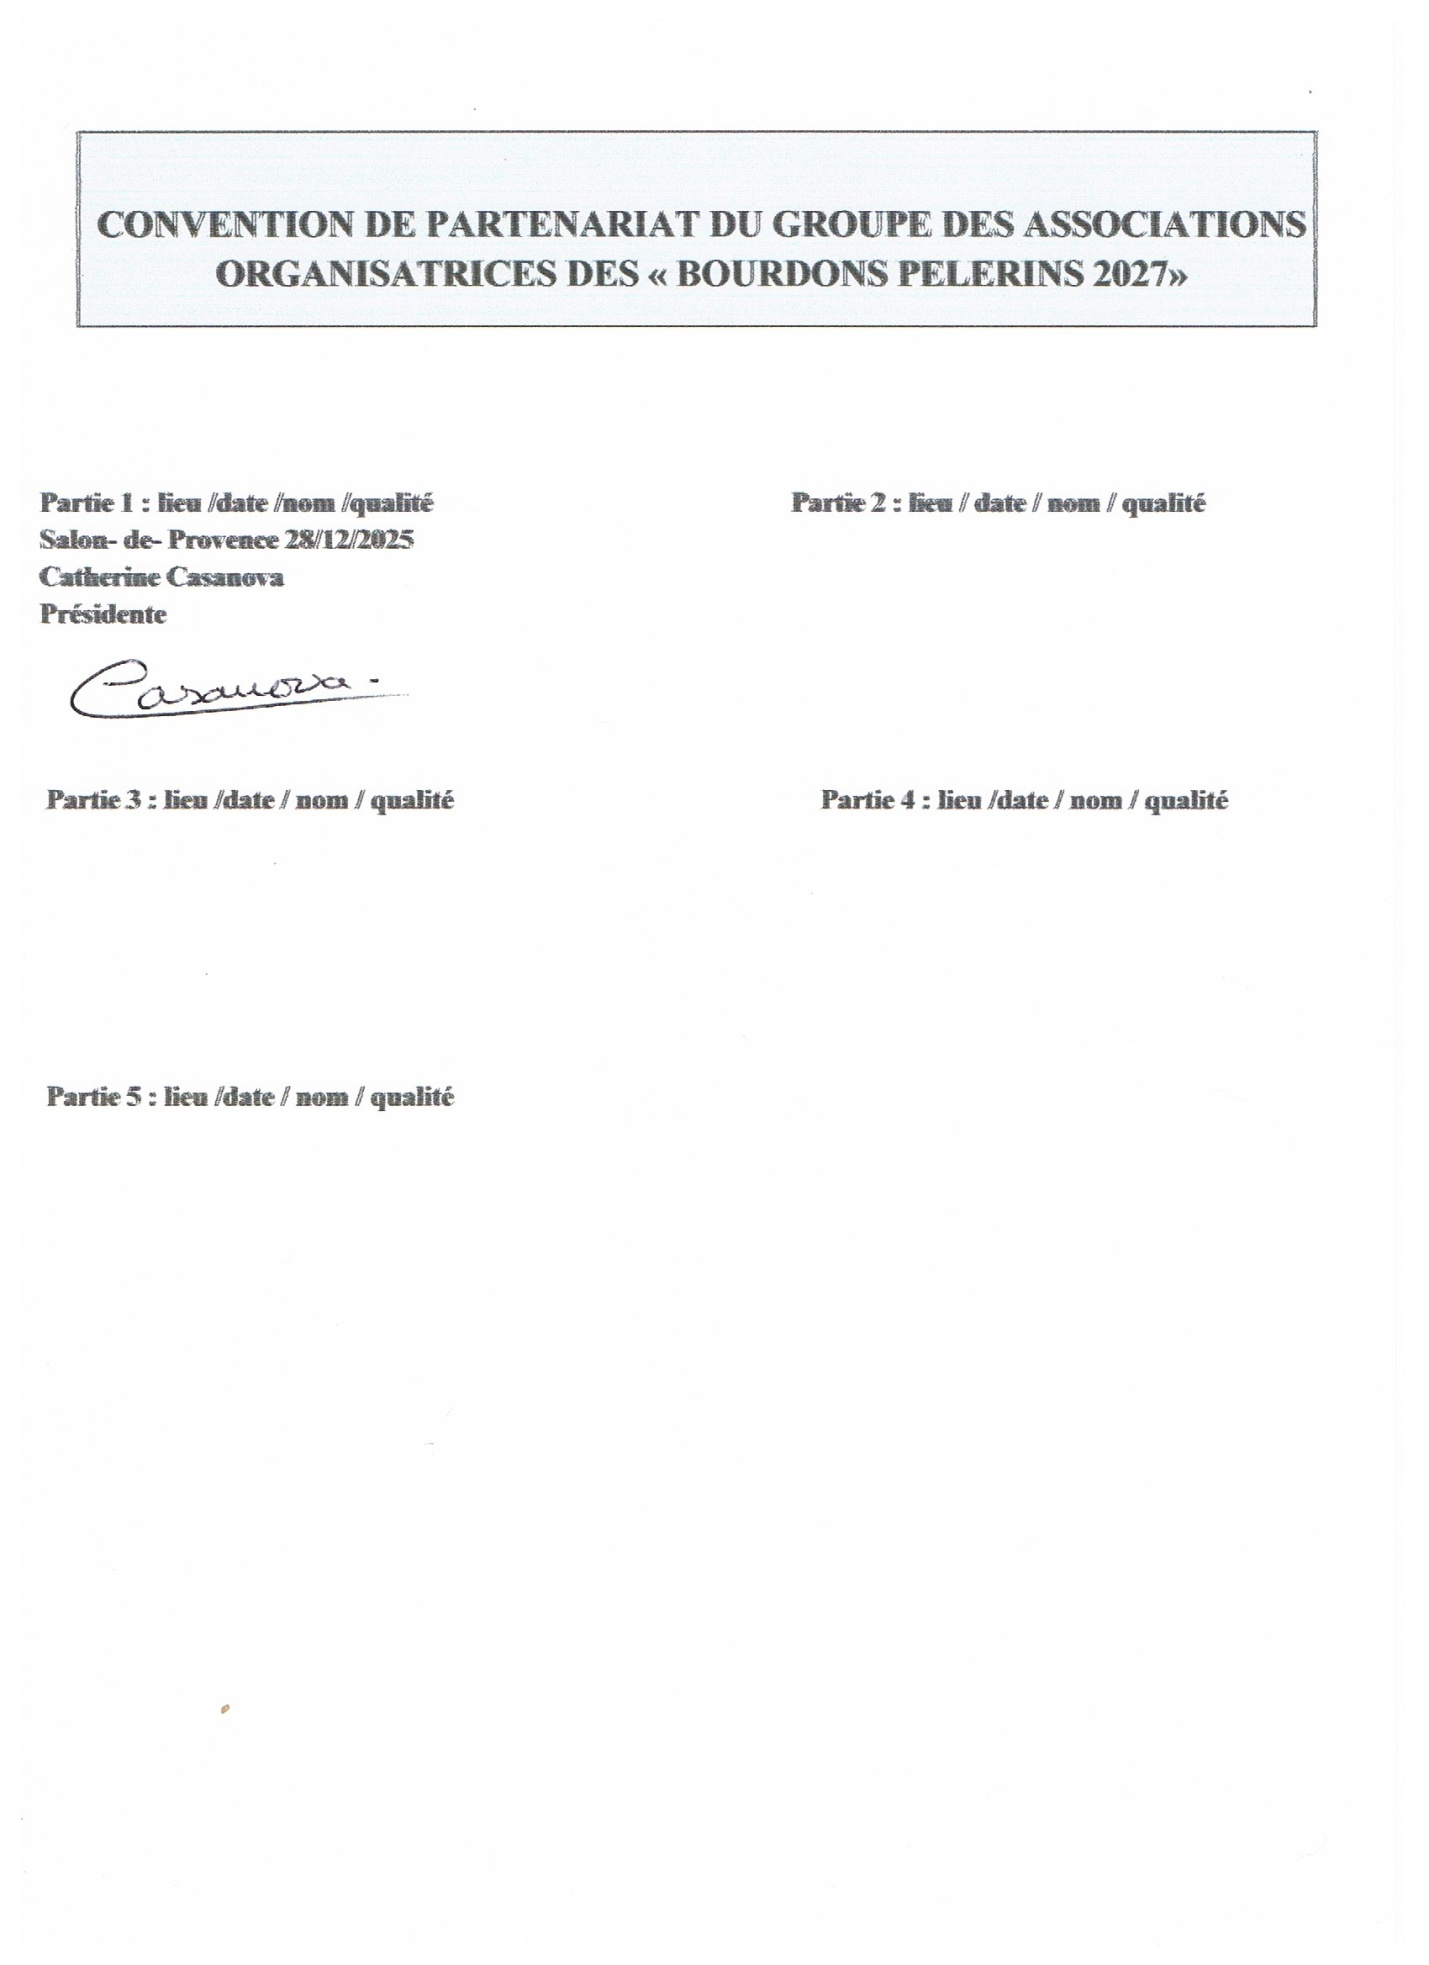 CONVENTION DE PARTENARIAT DU GROUPE DES ASSOCIATIONS
ORGANISATRICES DES « BOURDONS PELERINS 2027»
Partie 1 : lieu /date /nom /qualité
Salon- de- Provence 28/12/2025
Catherine Casanova
Présidente
Casanova
Partie 2 : lieu / date / nom / qualité
Partie 3 : lieu /date / nom / qualité
Partie 4 : lieu /date / nom / qualité
Partie 5 : lieu /date / nom / qualité